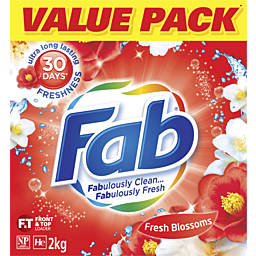 VALUE PACK
ultra long lasting
30
DAYS*
FRESHNESS
Fab
Fabulously Clean...
Fabulously Fresh
Fresh Blossoms
F&T FRONT & TOP
LOADER
NP
2kg